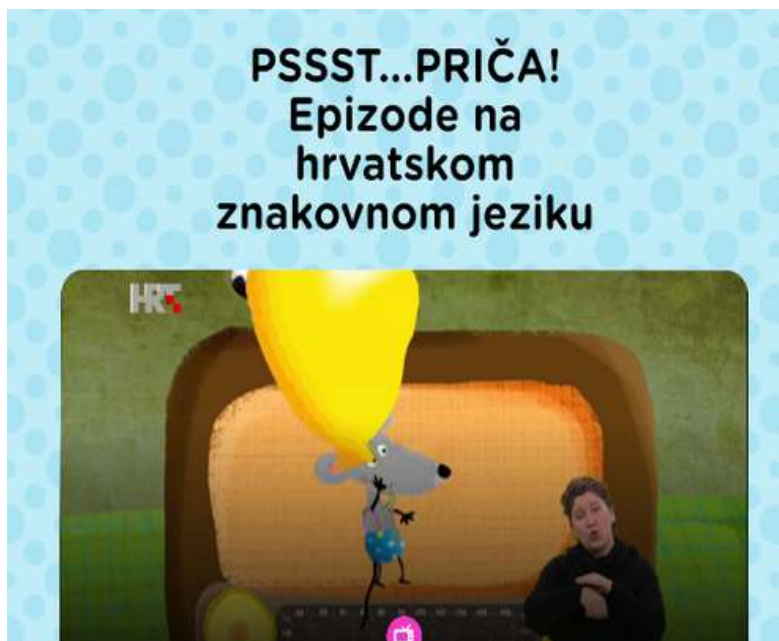 PSSST...PRIČA!
Epizode na
hrvatskom
znakovnom jeziku
HRT